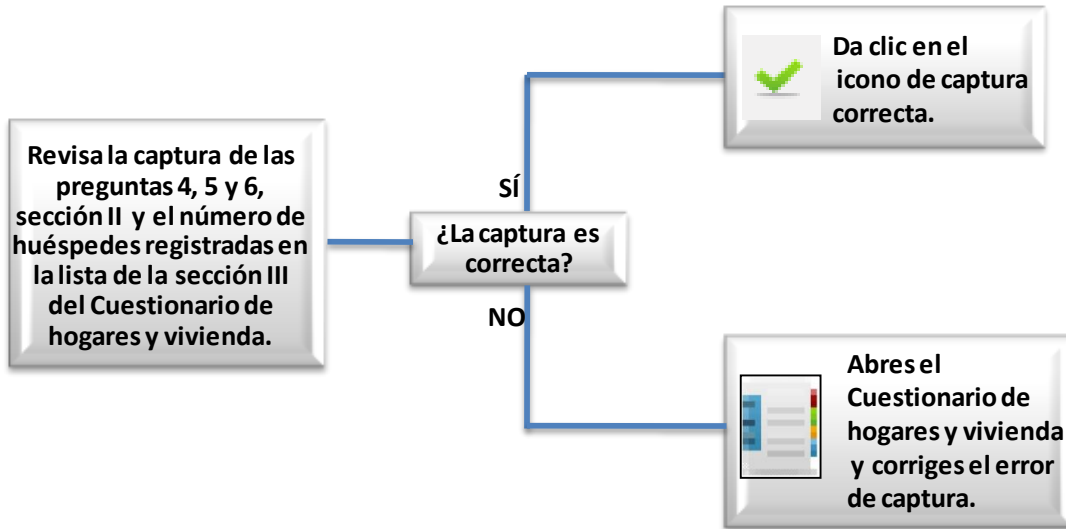 Revisa la captura de las
preguntas 4, 5 y 6,
sección II y el número de
huéspedes registradas en
la lista de la sección III
del Cuestionario de
hogares y vivienda.
¿La captura es
correcta?
SÍ
Da clic en el
icono de captura
correcta.
NO
Abres el
Cuestionario de
hogares y vivienda
y corriges el error
de captura.